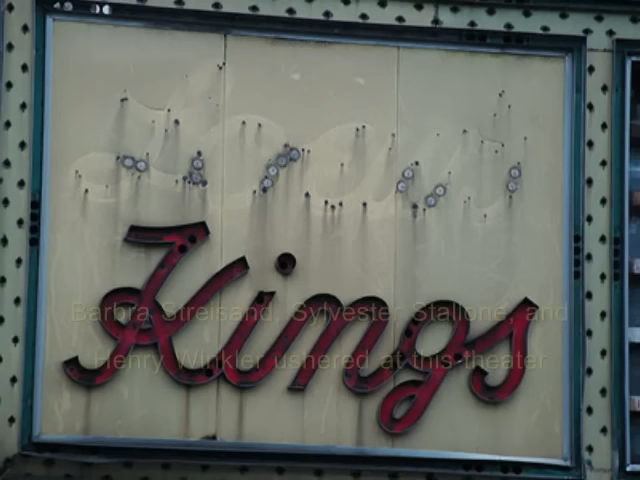 Kings
Barbra Streisand, Sylvester Stallone, and
Henry Winkler ushered at this theater